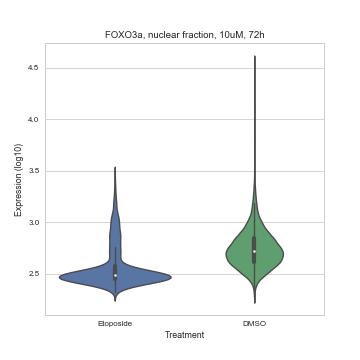 FOXO3a, nuclear fraction, 10uM, 72h
Expression (log10)
4.5
4.0
3.5
3.0
2.5
Etoposide
DMSO
Treatment